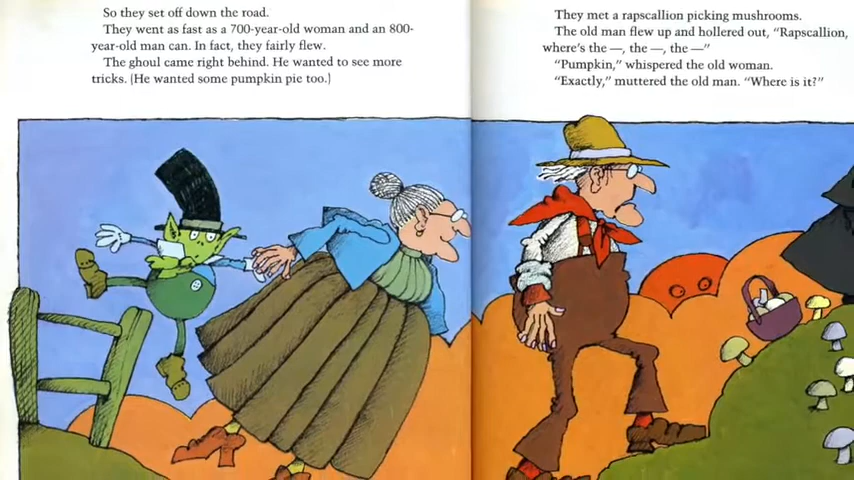 So they set off down the road.
They went as fast as a 700-year-old woman and an 800-
year-old man can. In fact, they fairly flew.
The ghoul came right behind. He wanted to see more
tricks. (He wanted some pumpkin pie too.)
They met a rapscallion picking mushrooms.
The old man flew up and hollered out, “Rapscallion,
where's the —, the —, the —”
“Pumpkin,” whispered the old woman.
“Exactly,” muttered the old man. “Where is it?”